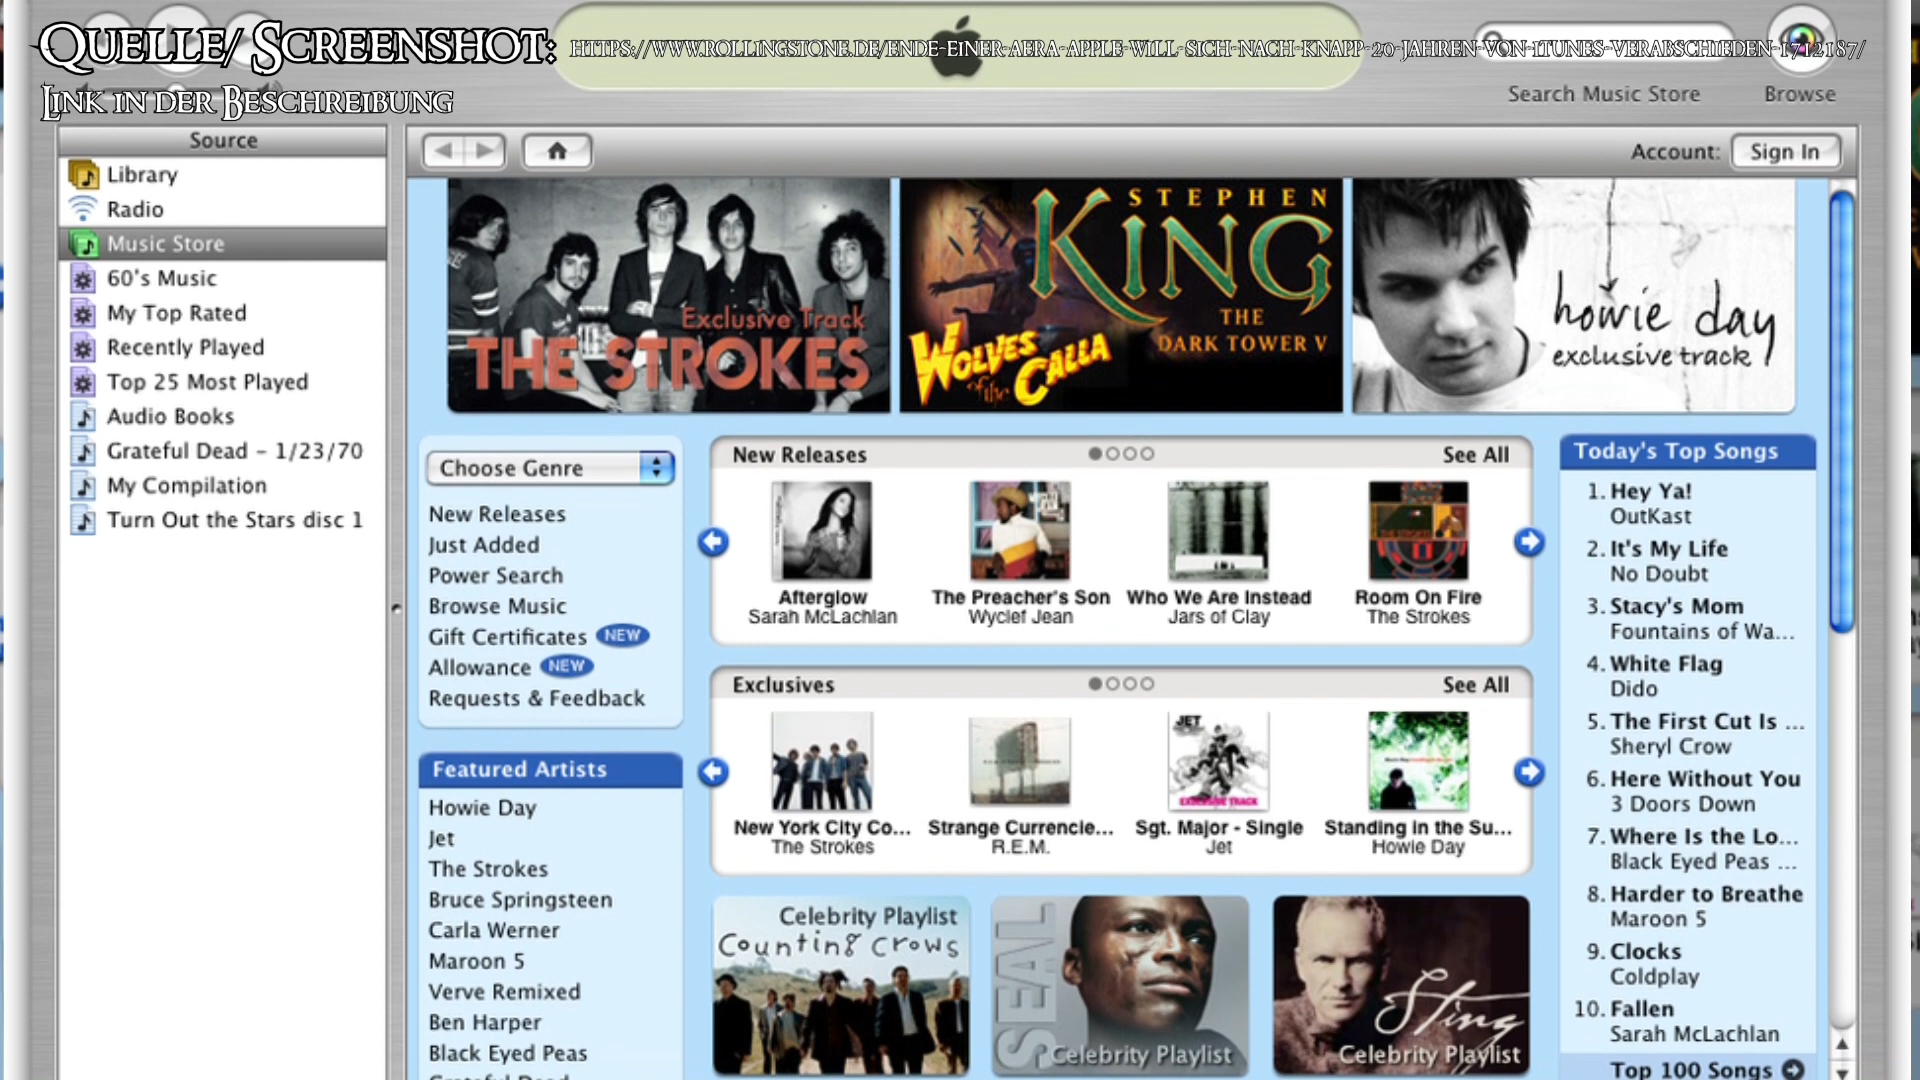 QUELLE/ SCREENSHOT: HTTPS://WWW.ROLLINGSTONE.DE/ENDE-EINER-AERA-APPLE-WILL-SICH-NACH-KNAPP-20-JAHREN-VON-ITUNES-VERABSCHIEDEN-1712187/
LINK IN DER BESCHREIBUNG
Search Music Store
Browse
Source
Library
Radio
Music Store
60's Music
My Top Rated
Recently Played
Top 25 Most Played
Audio Books
Grateful Dead – 1/23/70
My Compilation
Turn Out the Stars disc 1
Account: Sign In
Exclusive Track
THE STROKES
STEPHEN
KING
THE
DARK TOWER V
WOLVES
of the
CALLA
howie day
exclusive track
Choose Genre
New Releases
Just Added
Power Search
Browse Music
Gift Certificates NEW
Allowance NEW
Requests & Feedback
Featured Artists
Howie Day
Jet
The Strokes
Bruce Springsteen
Carla Werner
Maroon 5
Verve Remixed
Ben Harper
Black Eyed Peas
Grateful Dead
New Releases
See All
Afterglow
Sarah McLachlan
The Preacher's Son
Wyclef Jean
Who We Are Instead
Jars of Clay
Room On Fire
The Strokes
Exclusives
See All
JET
EXCLUSIVE TRACK
New York City Co...
The Strokes
Strange Currencie...
R.E.M.
Sgt. Major - Single
Jet
Standing in the Su...
Howie Day
Celebrity Playlist
Counting Crows
SEAL
Celebrity Playlist
Sting
Celebrity Playlist
Today's Top Songs
1. Hey Ya!
OutKast
2. It's My Life
No Doubt
3. Stacy's Mom
Fountains of Wa...
4. White Flag
Dido
5. The First Cut Is ...
Sheryl Crow
6. Here Without You
3 Doors Down
7. Where Is the Lo...
Black Eyed Peas ...
8. Harder to Breathe
Maroon 5
9. Clocks
Coldplay
10. Fallen
Sarah McLachlan
Top 100 Songs